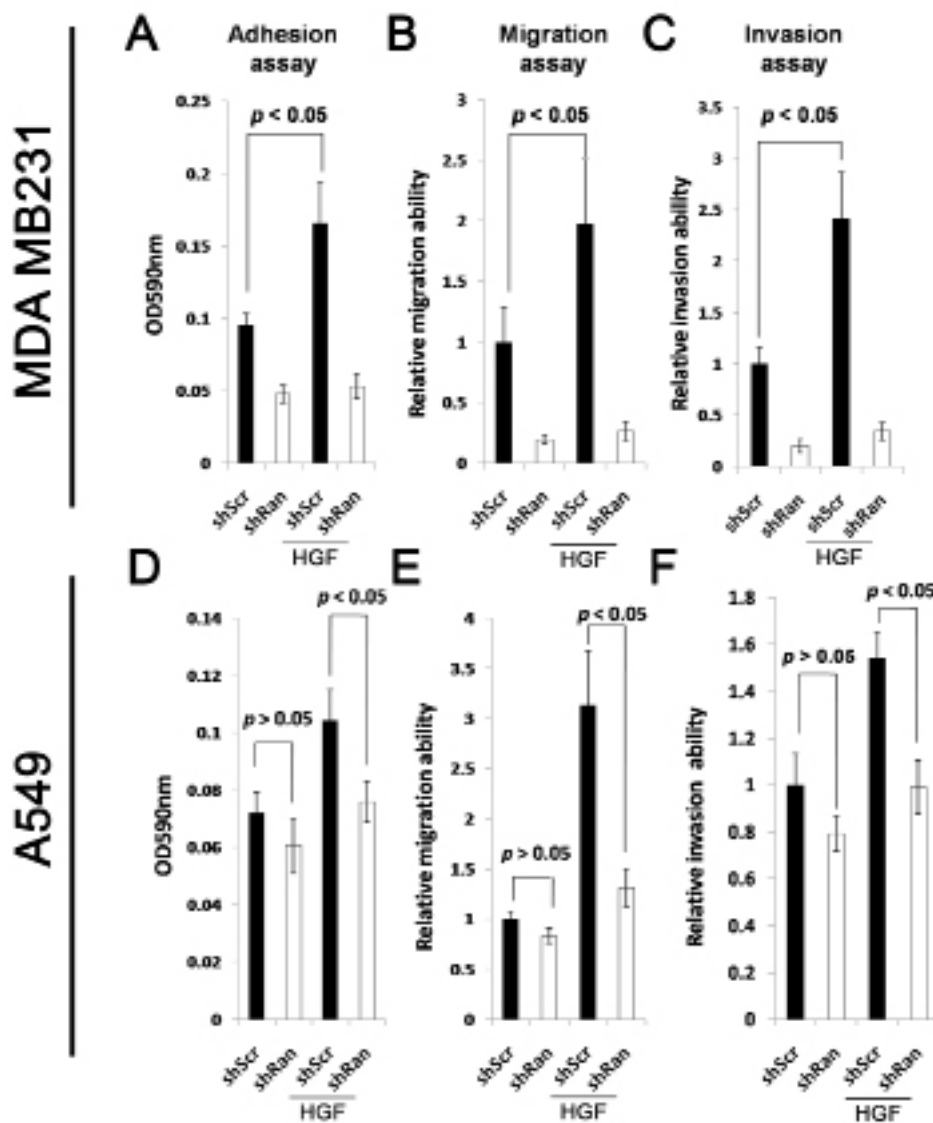 MDA MB231
A
Adhesion
assay
p < 0.05
0.25
0.2
0.15
0.1
0.05
0
OD590nm
shScr
shRan
shScr
shRan
HGF
B
Migration
assay
p < 0.05
3
2.5
2
1.5
1
0.5
0
Relative migration ability
shScr
shRan
shScr
shRan
HGF
C
Invasion
assay
p < 0.05
3.5
3
2.5
2
1.5
1
0.5
0
Relative invasion ability
shScr
shRan
shScr
shRan
HGF
A549
D
p < 0.05
p > 0.05
0.14
0.12
0.1
0.08
0.06
0.04
0.02
0
OD590nm
shScr
shRan
shScr
shRan
HGF
E
p < 0.05
p > 0.05
4
3.5
3
2.5
2
1.5
1
0.5
0
Relative migration ability
shScr
shRan
shScr
shRan
HGF
F
p < 0.05
p > 0.05
1.8
1.6
1.4
1.2
1
0.8
0.6
0.4
0.2
0
Relative invasion ability
shScr
shRan
shScr
shRan
HGF